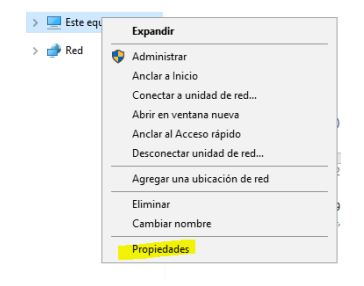 Este equ
Red
Expandir
Administrar
Anclar a Inicio
Conectar a unidad de red...
Abrir en ventana nueva
Anclar al Acceso rápido
Desconectar unidad de red...
Agregar una ubicación de red
Eliminar
Cambiar nombre
Propiedades